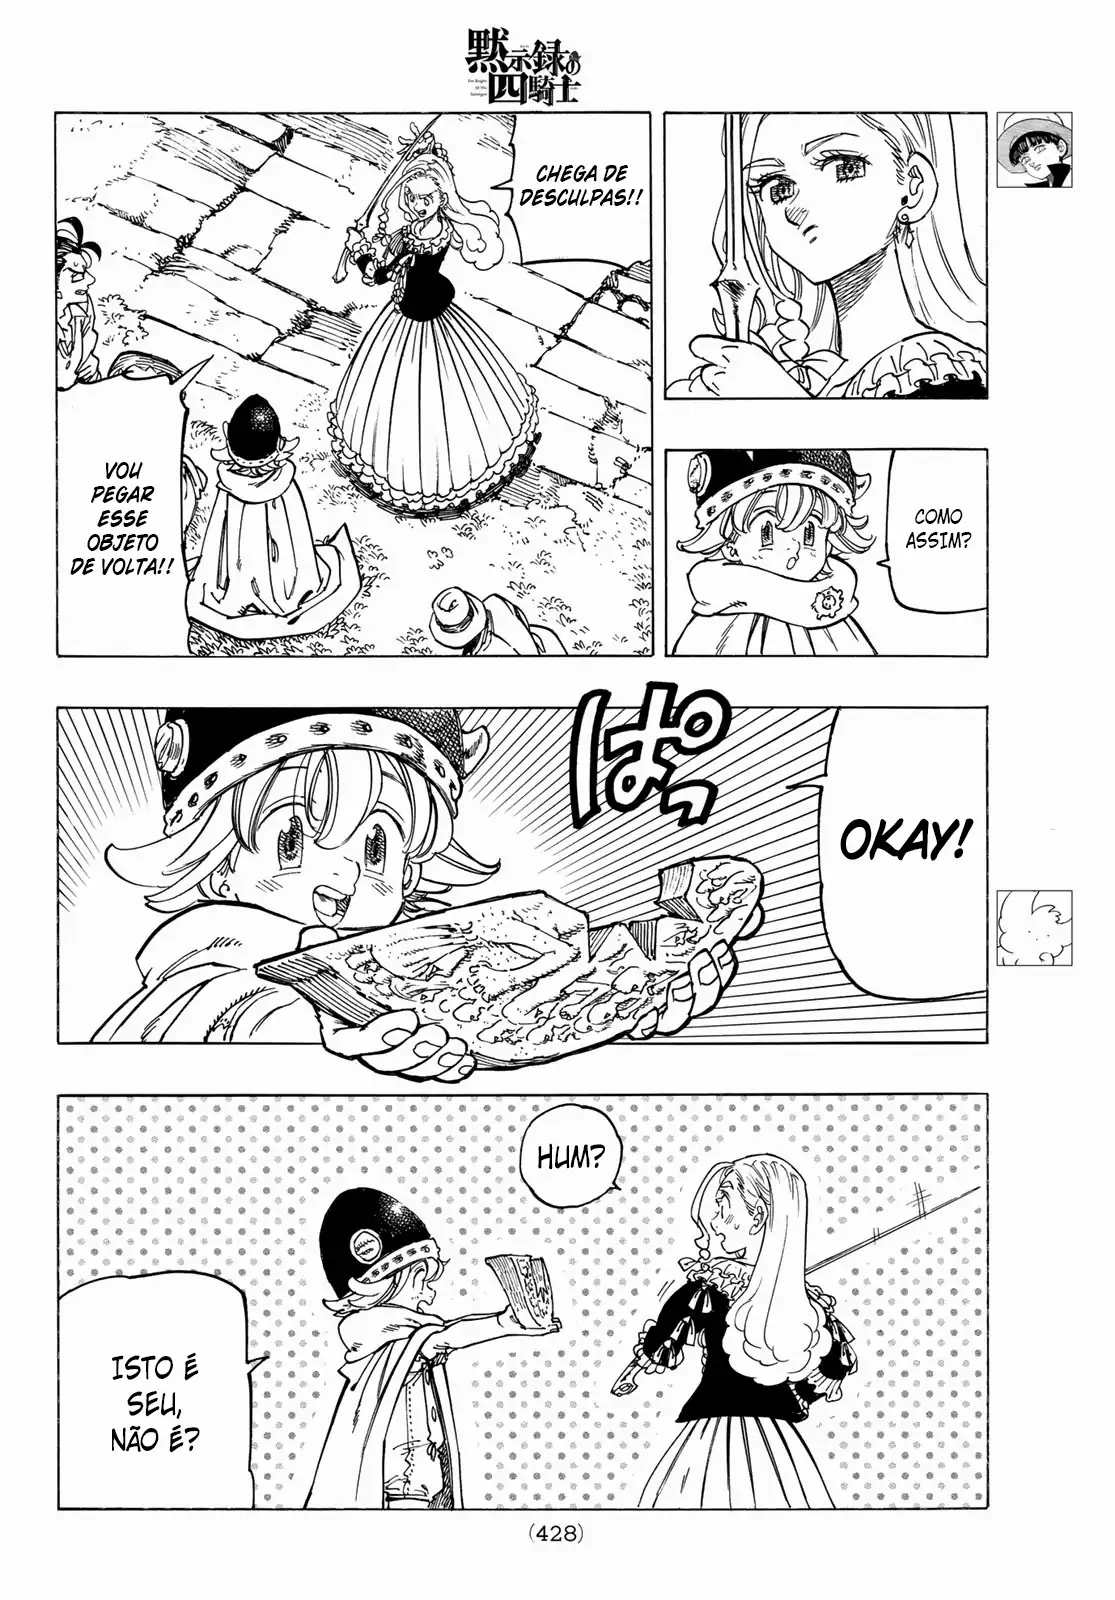 黙示録の
四騎士
CHEGA DE
DESCULPAS!!
VOU
PEGAR
ESSE
OBJETO
DE VOLTA!!
COMO
ASSIM?
ぱっ
OKAY!
HUM?
ISTO É
SEU,
NÃO É?
(428)